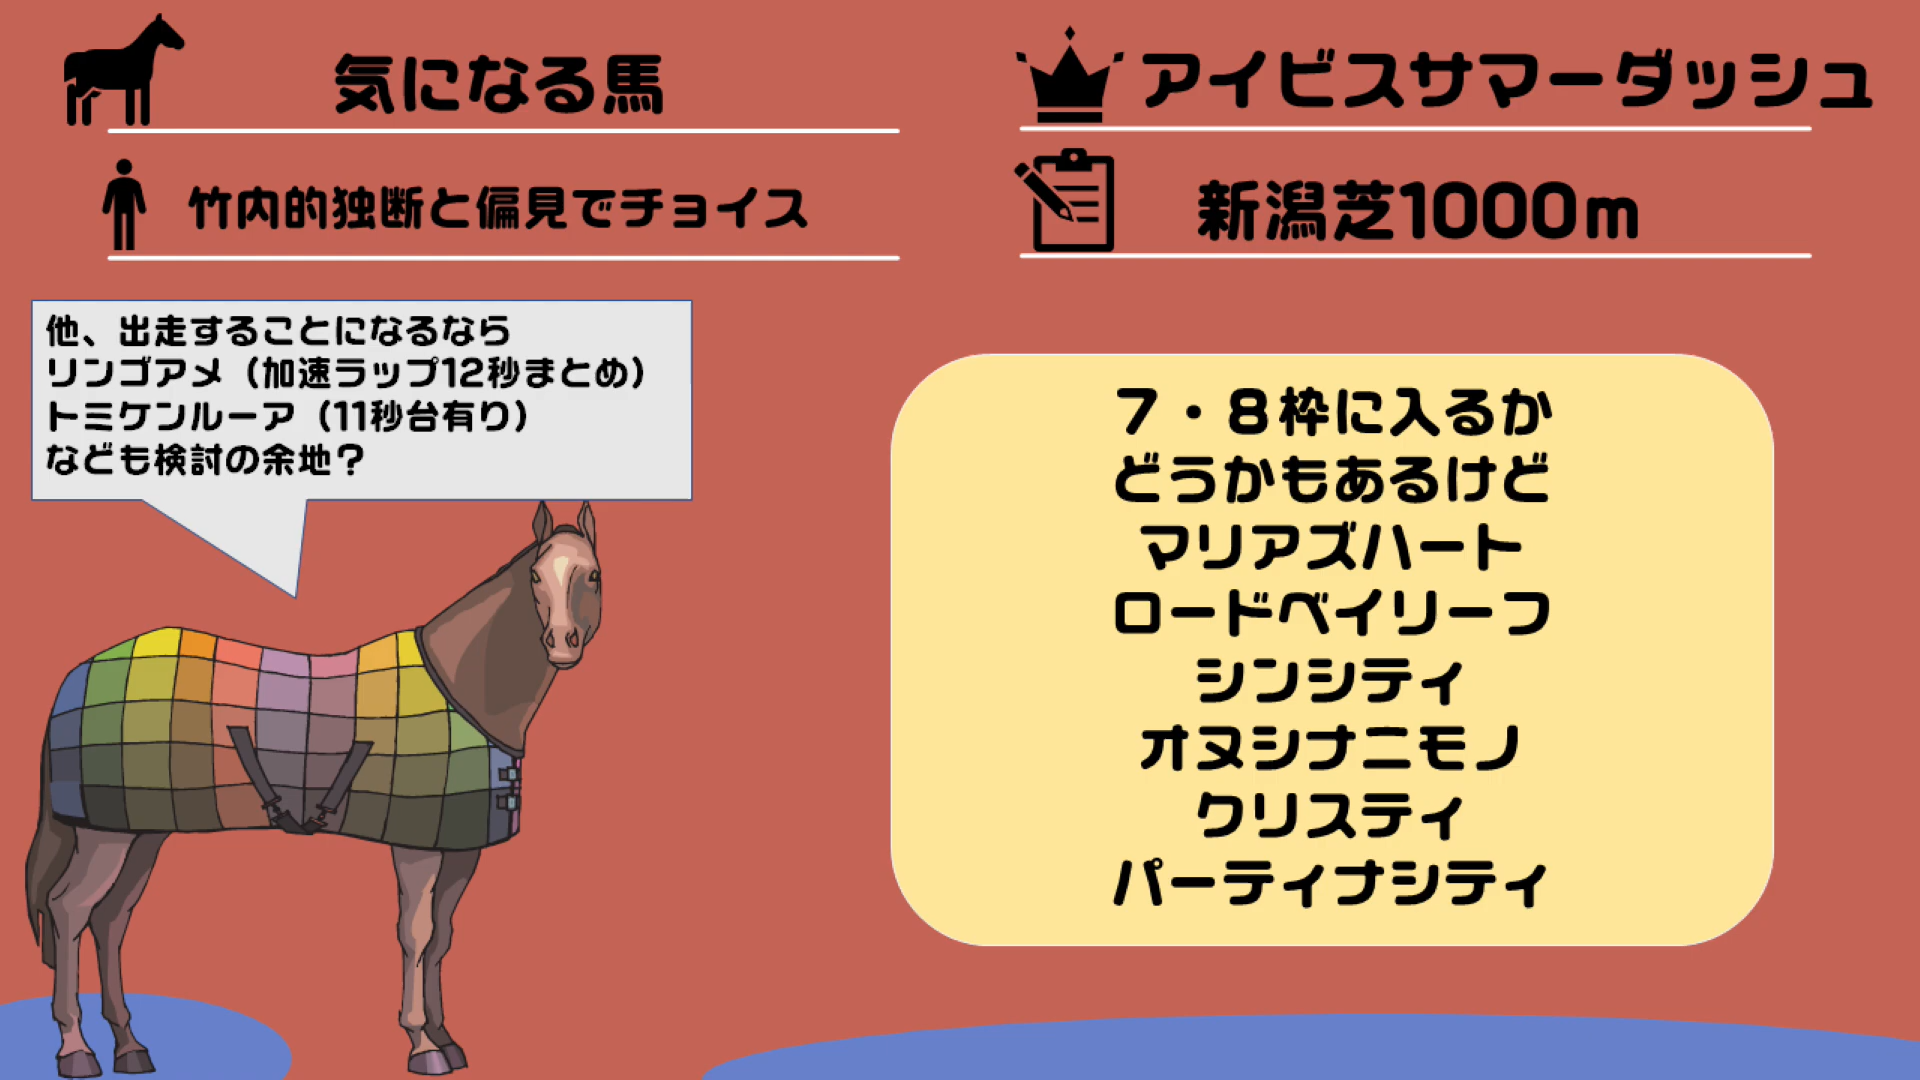 気になる馬
竹内的独断と偏見でチョイス
アイビスサマーダッシュ
新潟芝1000m
他、出走することになるなら
リンゴアメ（加速ラップ12秒まとめ）
トミケンルーア（11秒台有り）
なども検討の余地？
７・８枠に入るか
どうかもあるけど
マリアズハート
ロードベイリーフ
シンシティ
オヌシナニモノ
クリスティ
パーティナシティ